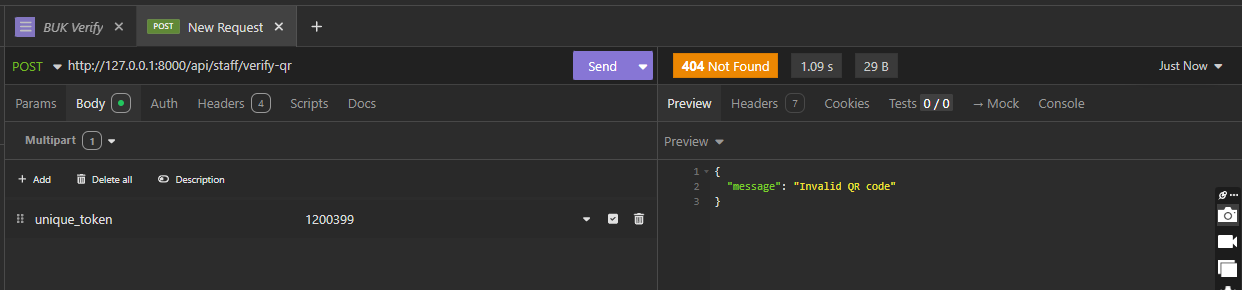 BUK Verify
POST New Request
POST http://127.0.0.1:8000/api/staff/verify-qr Send
404 Not Found 1.09 s 29 B Just Now
Params Body Auth Headers 4 Scripts Docs
Preview Headers 7 Cookies Tests 0 / 0 → Mock Console
Multipart 1
Preview
+ Add Delete all Description
unique_token 1200399
1 {
2 "message": "Invalid QR code"
3 }